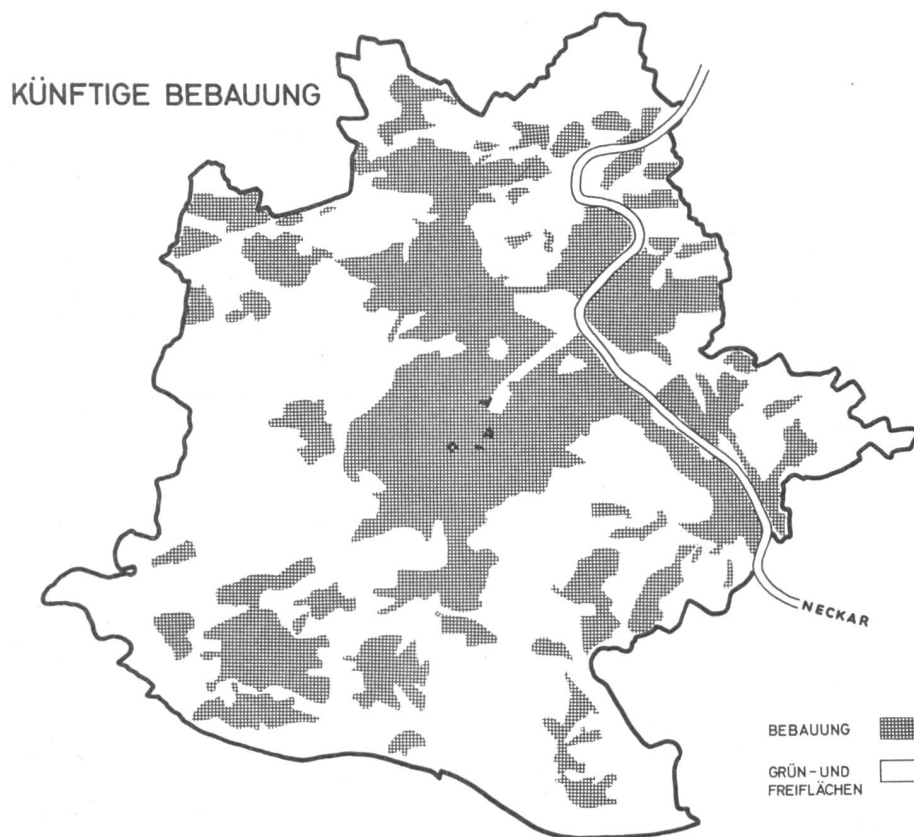 KÜNFTIGE BEBAUUNG
NECKAR
BEBAUUNG
GRÜN- UND
FREIFLÄCHEN